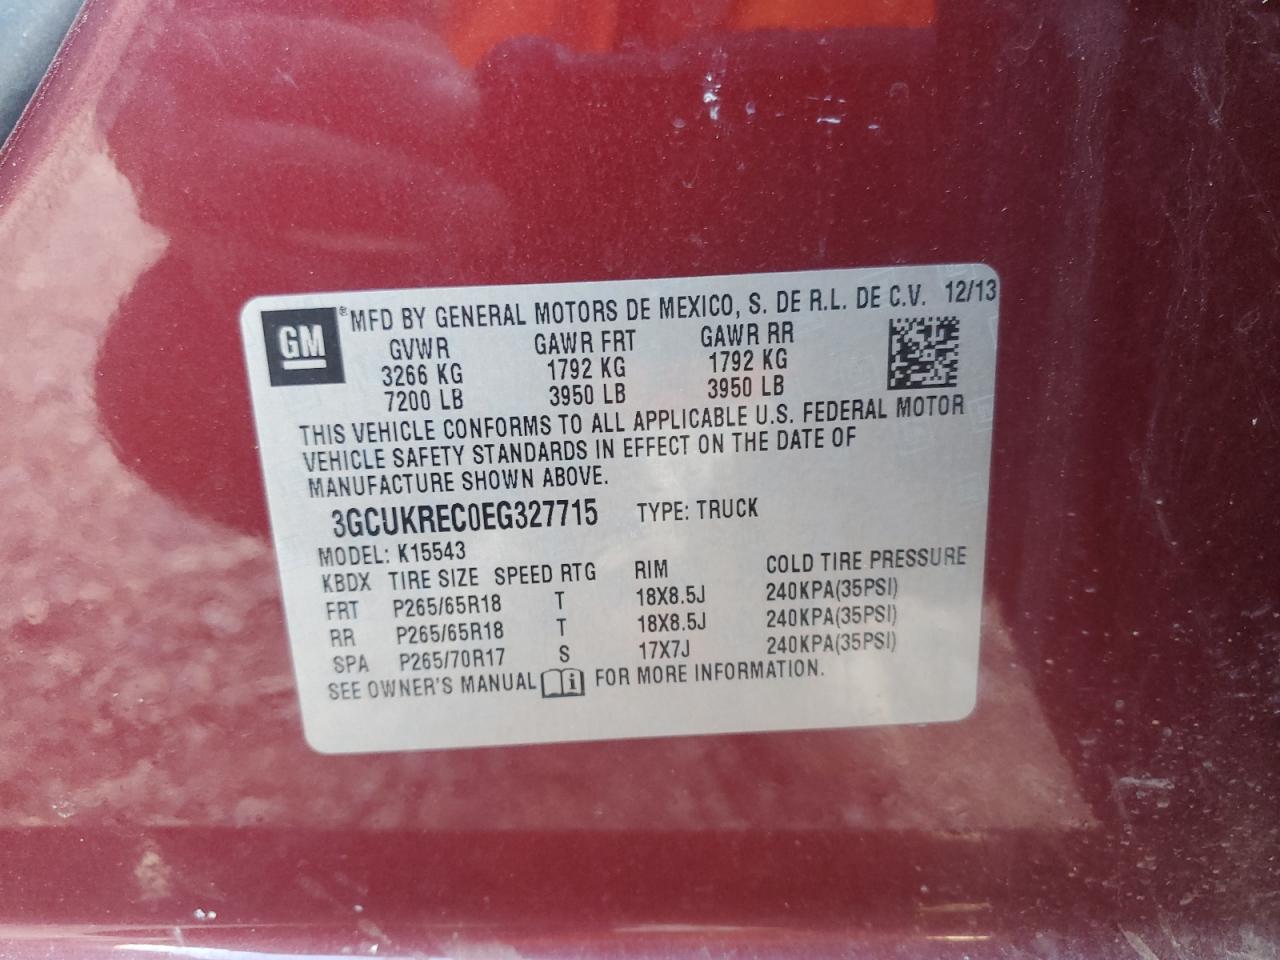 GM ® MFD BY GENERAL MOTORS DE MEXICO, S. DE R.L. DE C.V. 12/13
GVWR GAWR FRT GAWR RR
3266 KG 1792 KG 1792 KG
7200 LB 3950 LB 3950 LB
THIS VEHICLE CONFORMS TO ALL APPLICABLE U.S. FEDERAL MOTOR
VEHICLE SAFETY STANDARDS IN EFFECT ON THE DATE OF
MANUFACTURE SHOWN ABOVE.
3GCUKREC0EG327715 TYPE: TRUCK
MODEL: K15543
KBDX TIRE SIZE SPEED RTG RIM COLD TIRE PRESSURE
FRT P265/65R18 T 18X8.5J 240KPA(35PSI)
RR P265/65R18 T 18X8.5J 240KPA(35PSI)
SPA P265/70R17 S 17X7J 240KPA(35PSI)
SEE OWNER'S MANUAL i FOR MORE INFORMATION.